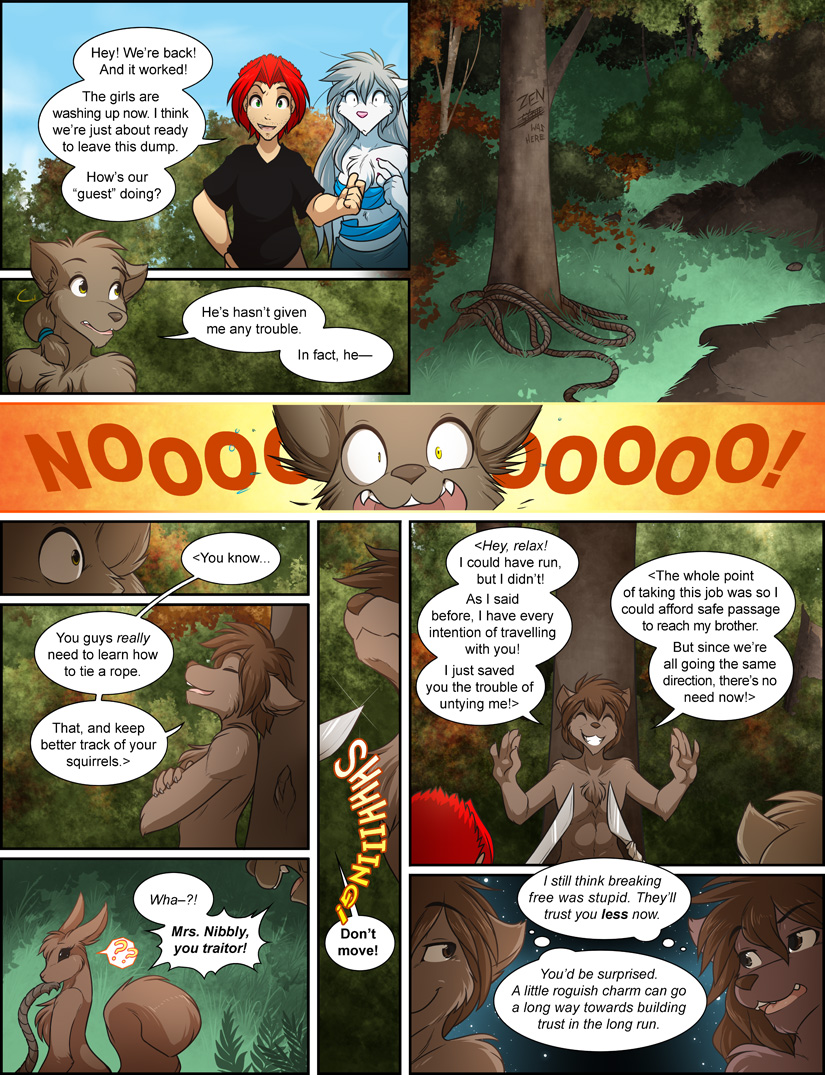 Hey! We're back!
And it worked!
The girls are
washing up now. I think
we're just about ready
to leave this dump.
How's our
“guest” doing?
ZEN
WAS
HERE
He's hasn't given
me any trouble.
In fact, he—
NOOOOO OOOOO!
<You know...
You guys really
need to learn how
to tie a rope.
That, and keep
better track of your
squirrels.>
Wha–?!
Mrs. Nibbly,
you traitor!
??
SHHHIIING!
Don't
move!
<Hey, relax!
I could have run,
but I didn't!
As I said
before, I have every
intention of travelling
with you!
I just saved
you the trouble of
untying me!>
<The whole point
of taking this job was so I
could afford safe passage
to reach my brother.
But since we're
all going the same
direction, there's no
need now!>
I still think breaking
free was stupid. They'll
trust you less now.
You'd be surprised.
A little roguish charm can go
a long way towards building
trust in the long run.